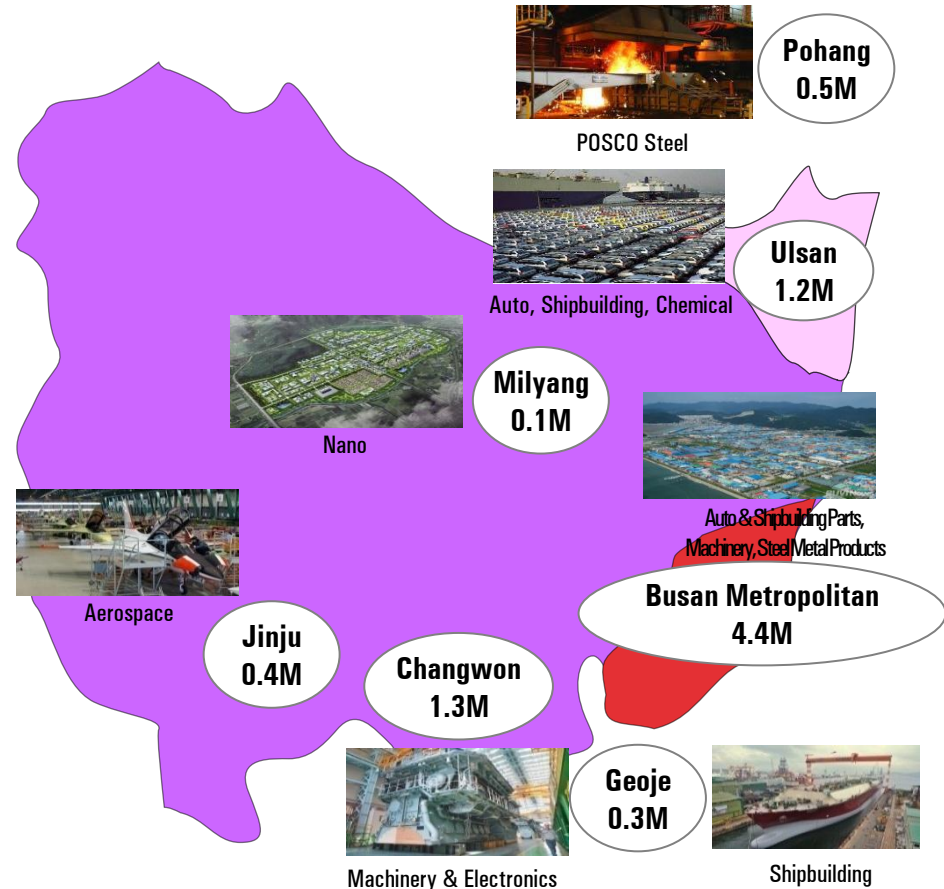 Pohang
0.5M
POSCO Steel
Ulsan
1.2M
Auto, Shipbuilding, Chemical
Milyang
0.1M
Nano
Auto & Shipbuilding Parts,
Machinery, Steel Metal Products
Aerospace
Busan Metropolitan
4.4M
Jinju
0.4M
Changwon
1.3M
Geoje
0.3M
Machinery & Electronics
Shipbuilding